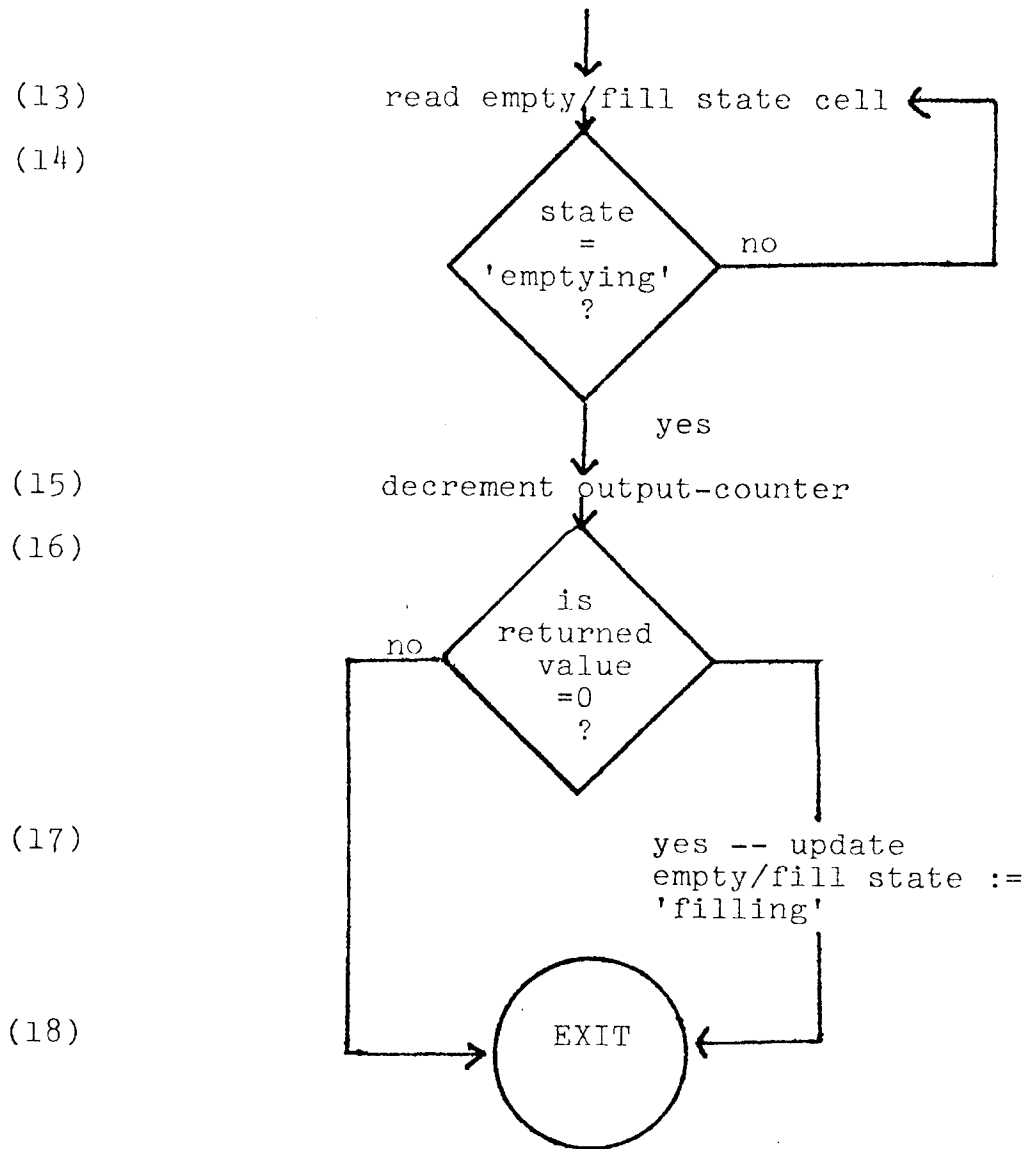 (13) read empty/fill state cell
(14)
state
=
'emptying'
?
no
yes
(15) decrement output-counter
(16)
is
returned
value
=0
?
no
(17)
yes -- update
empty/fill state :=
'filling'
(18)
EXIT